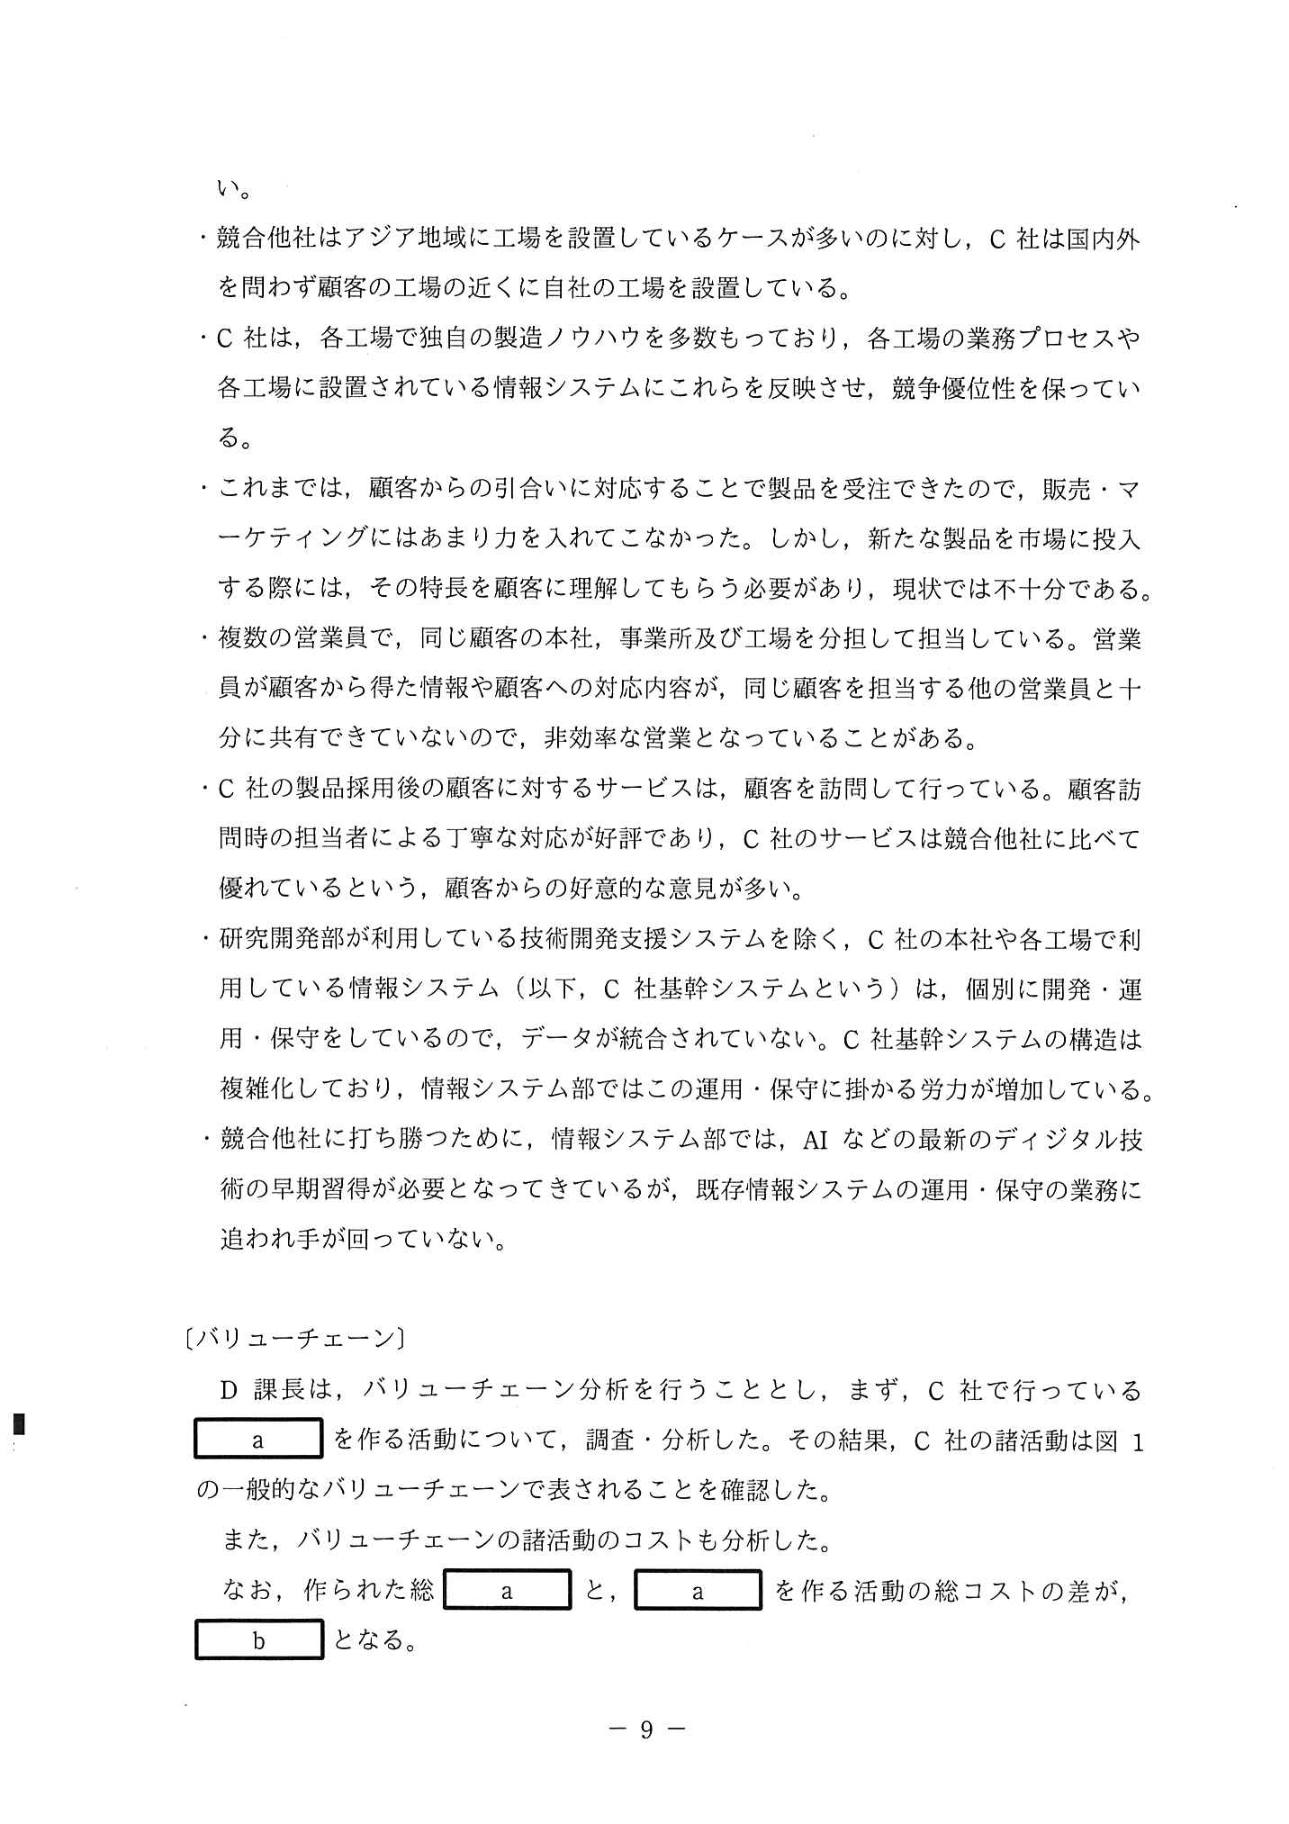 い。
・競合他社はアジア地域に工場を設置しているケースが多いのに対し，C 社は国内外
を問わず顧客の工場の近くに自社の工場を設置している。
・C 社は，各工場で独自の製造ノウハウを多数もっており，各工場の業務プロセスや
各工場に設置されている情報システムにこれらを反映させ，競争優位性を保ってい
る。
・これまでは，顧客からの引合いに対応することで製品を受注できたので，販売・マ
ーケティングにはあまり力を入れてこなかった。しかし，新たな製品を市場に投入
する際には，その特長を顧客に理解してもらう必要があり，現状では不十分である。
・複数の営業員で，同じ顧客の本社，事業所及び工場を分担して担当している。営業
員が顧客から得た情報や顧客への対応内容が，同じ顧客を担当する他の営業員と十
分に共有できていないので，非効率な営業となっていることがある。
・C 社の製品採用後の顧客に対するサービスは，顧客を訪問して行っている。顧客訪
問時の担当者による丁寧な対応が好評であり，C 社のサービスは競合他社に比べて
優れているという，顧客からの好意的な意見が多い。
・研究開発部が利用している技術開発支援システムを除く，C 社の本社や各工場で利
用している情報システム（以下，C 社基幹システムという）は，個別に開発・運
用・保守をしているので，データが統合されていない。C 社基幹システムの構造は
複雑化しており，情報システム部ではこの運用・保守に掛かる労力が増加している。
・競合他社に打ち勝つために，情報システム部では，AI などの最新のディジタル技
術の早期習得が必要となってきているが，既存情報システムの運用・保守の業務に
追われ手が回っていない。
〔バリューチェーン〕
D 課長は，バリューチェーン分析を行うこととし，まず，C 社で行っている
a を作る活動について，調査・分析した。その結果，C 社の諸活動は図 1
の一般的なバリューチェーンで表されることを確認した。
また，バリューチェーンの諸活動のコストも分析した。
なお，作られた総 a と， a を作る活動の総コストの差が，
b となる。
－ 9 －